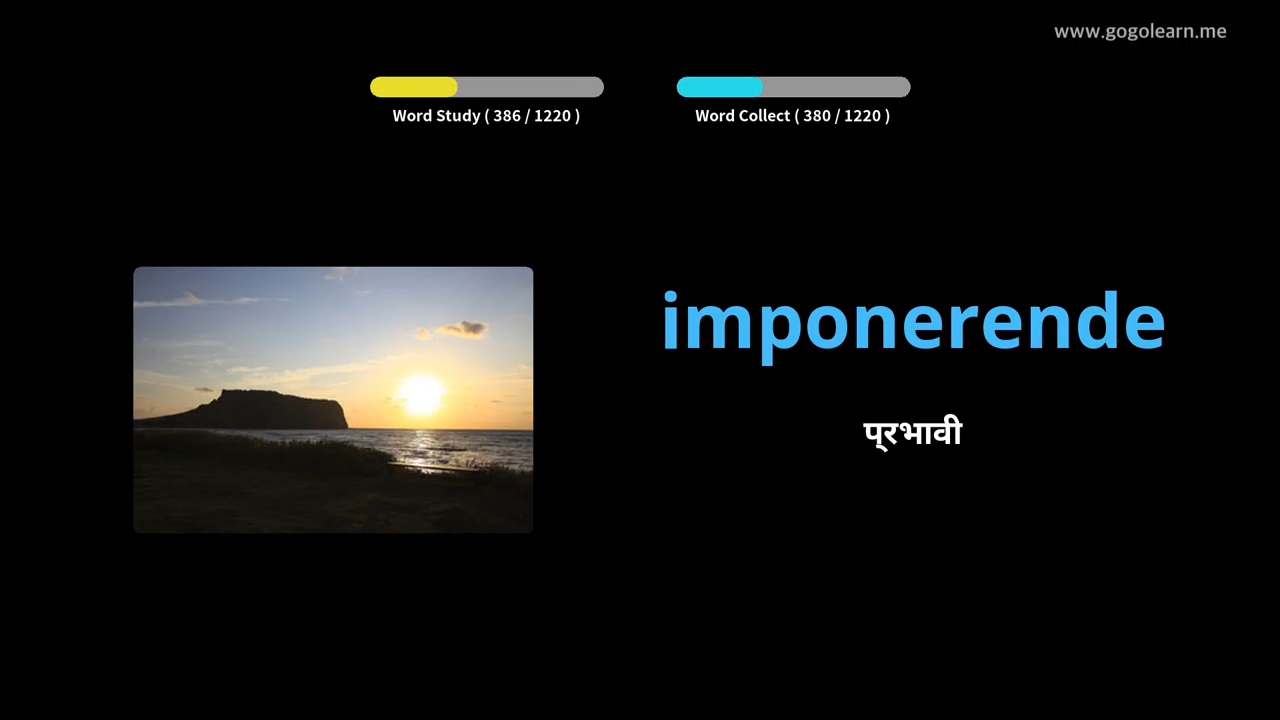 www.gogolearn.me
Word Study ( 386 / 1220 )
Word Collect ( 380 / 1220 )
imponerende
प्रभावी